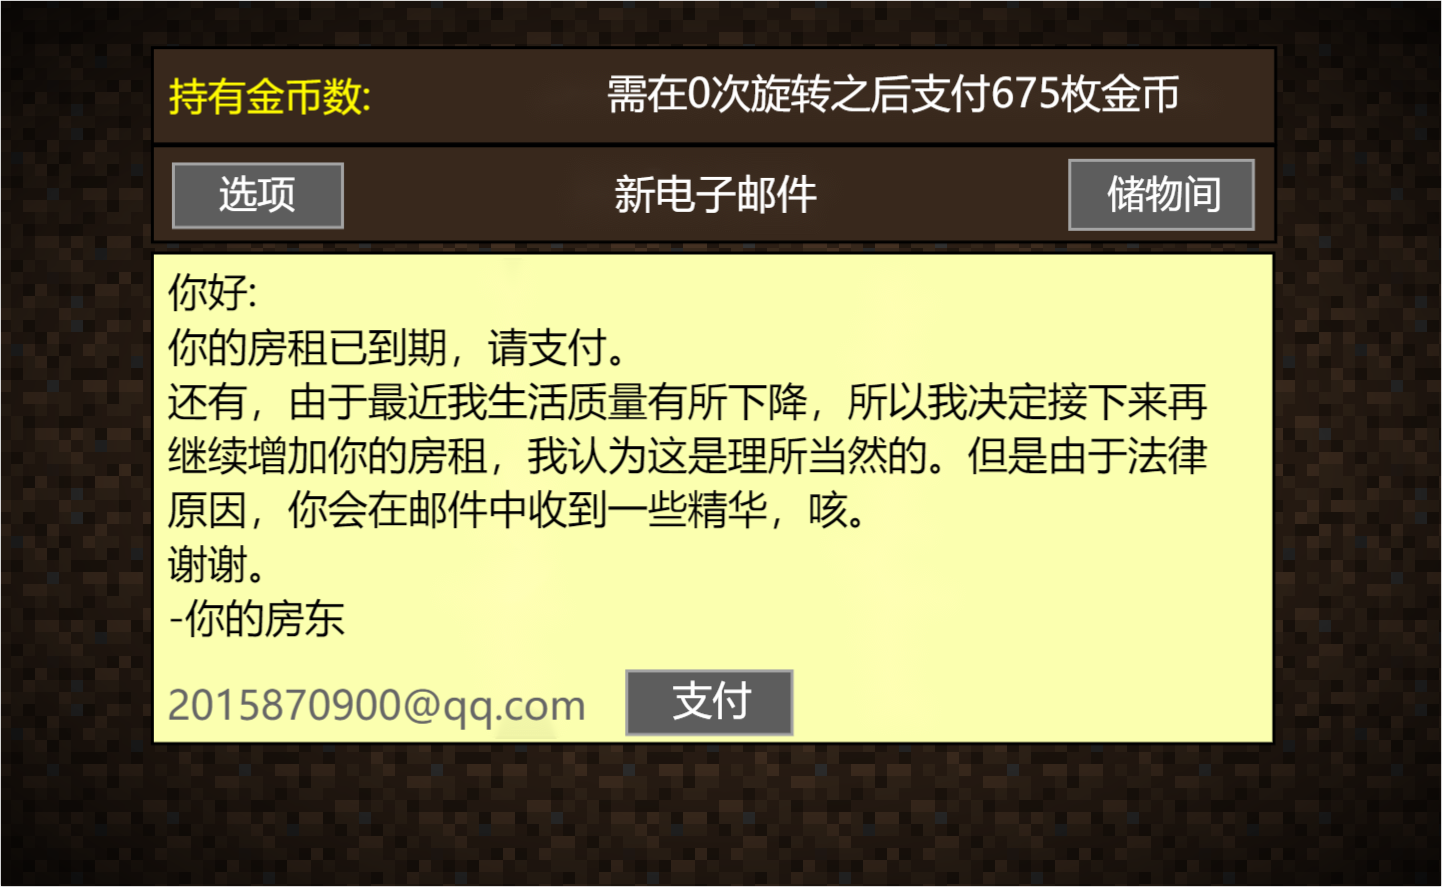 持有金币数:
需在0次旋转之后支付675枚金币
选项
新电子邮件
储物间
你好:
你的房租已到期，请支付。
还有，由于最近我生活质量有所下降，所以我决定接下来再
继续增加你的房租，我认为这是理所当然的。但是由于法律
原因，你会在邮件中收到一些精华，咳。
谢谢。
-你的房东
2015870900@qq.com
支付